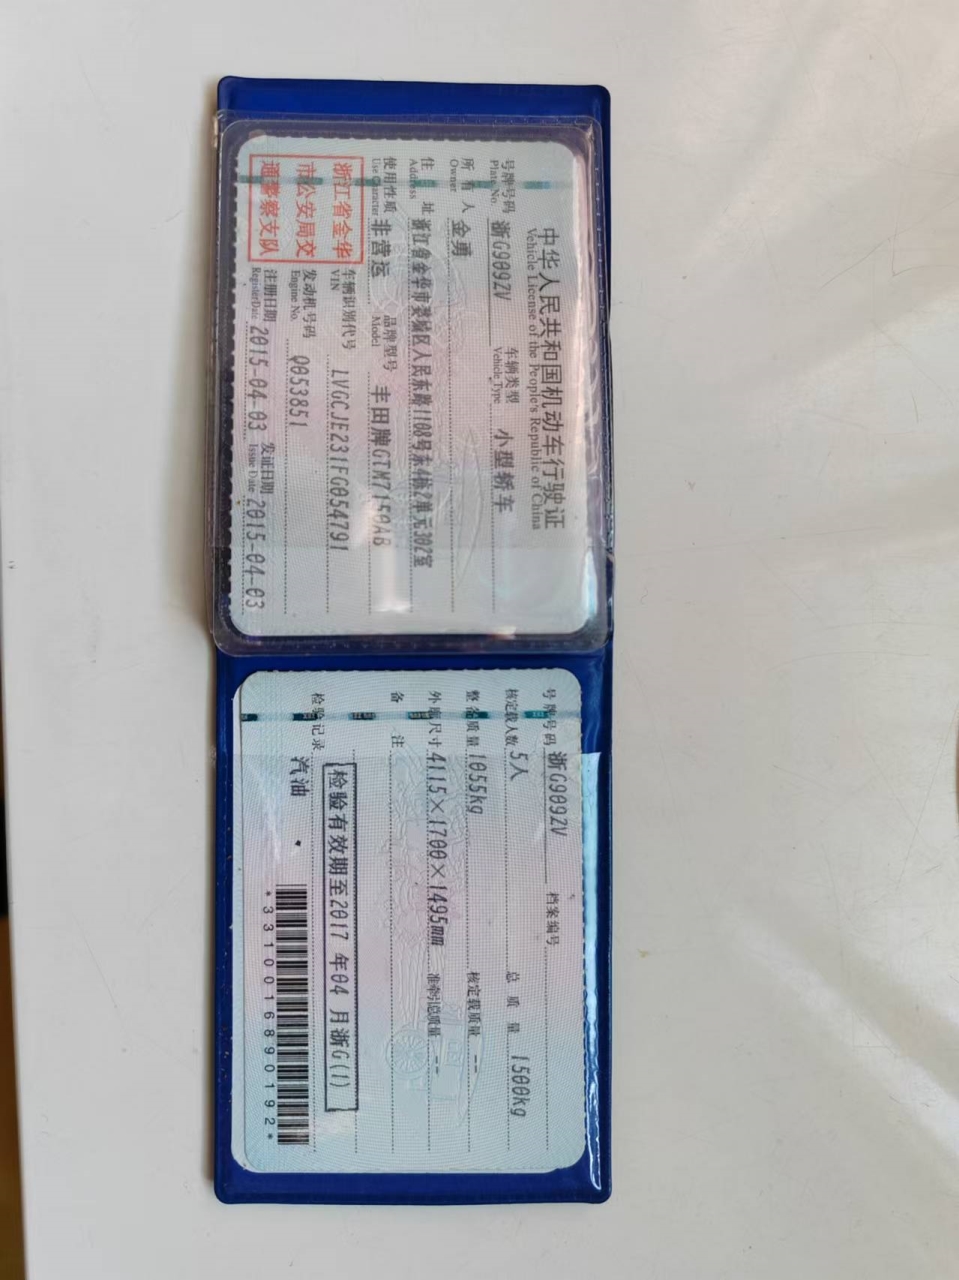 中华人民共和国机动车行驶证
Vehicle License of the People's Republic of China
号牌号码 浙G909ZV 车辆类型 小型轿车
Plate No. Vehicle Type
所有人 金勇
Owner
住址 浙江省金华市婺城区人民东路1108号东4幢2单元302室
Address
使用性质 非营运 品牌型号 丰田牌GTM7150AB
Use Character Model
浙江省金华
市公安局交
通警察支队
车辆识别代号 LVGCJE231FG054791
VIN
发动机号码 Q053851
Engine No.
注册日期 2015-04-03 发证日期 2015-04-03
Register Date Issue Date
号牌号码 浙G909ZV 档案编号
核定载人数 5人 总质量 1500kg
整备质量 1055kg 核定载质量 --
外廓尺寸 4115×1700×1495mm 准牵引总质量 --
备注
检验有效期至2017年04月浙G(1)
检验记录
汽油
*3310016890192*